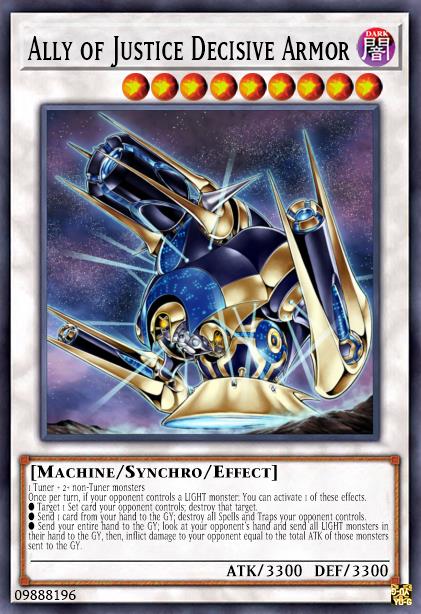 ALLY OF JUSTICE DECISIVE ARMOR
DARK
闇
[MACHINE/SYNCHRO/EFFECT]
1 Tuner + 2+ non-Tuner monsters
Once per turn, if your opponent controls a LIGHT monster: You can activate 1 of these effects.
● Target 1 Set card your opponent controls; destroy that target.
● Send 1 card from your hand to the GY; destroy all Spells and Traps your opponent controls.
● Send your entire hand to the GY; look at your opponent's hand and send all LIGHT monsters in
their hand to the GY, then, inflict damage to your opponent equal to the total ATK of those monsters
sent to the GY.
ATK/3300 DEF/3300
09888196